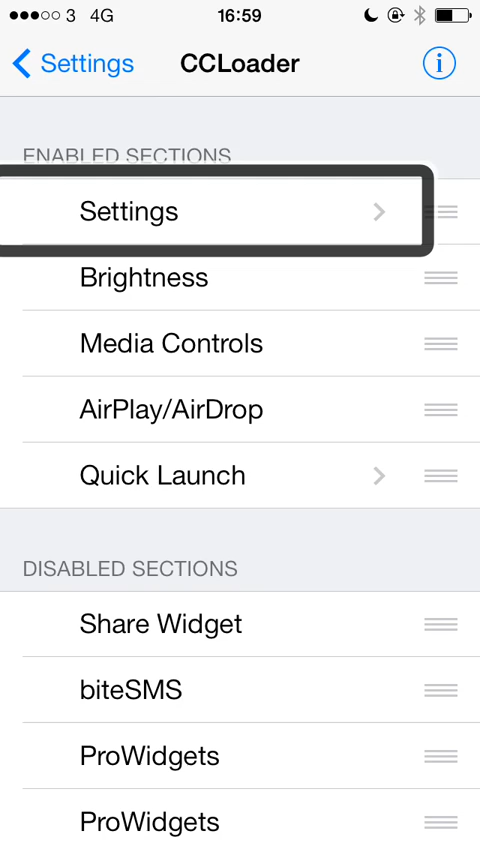 3 4G 16:59
Settings CCLoader i
ENABLED SECTIONS
Settings
Brightness
Media Controls
AirPlay/AirDrop
Quick Launch
DISABLED SECTIONS
Share Widget
biteSMS
ProWidgets
ProWidgets